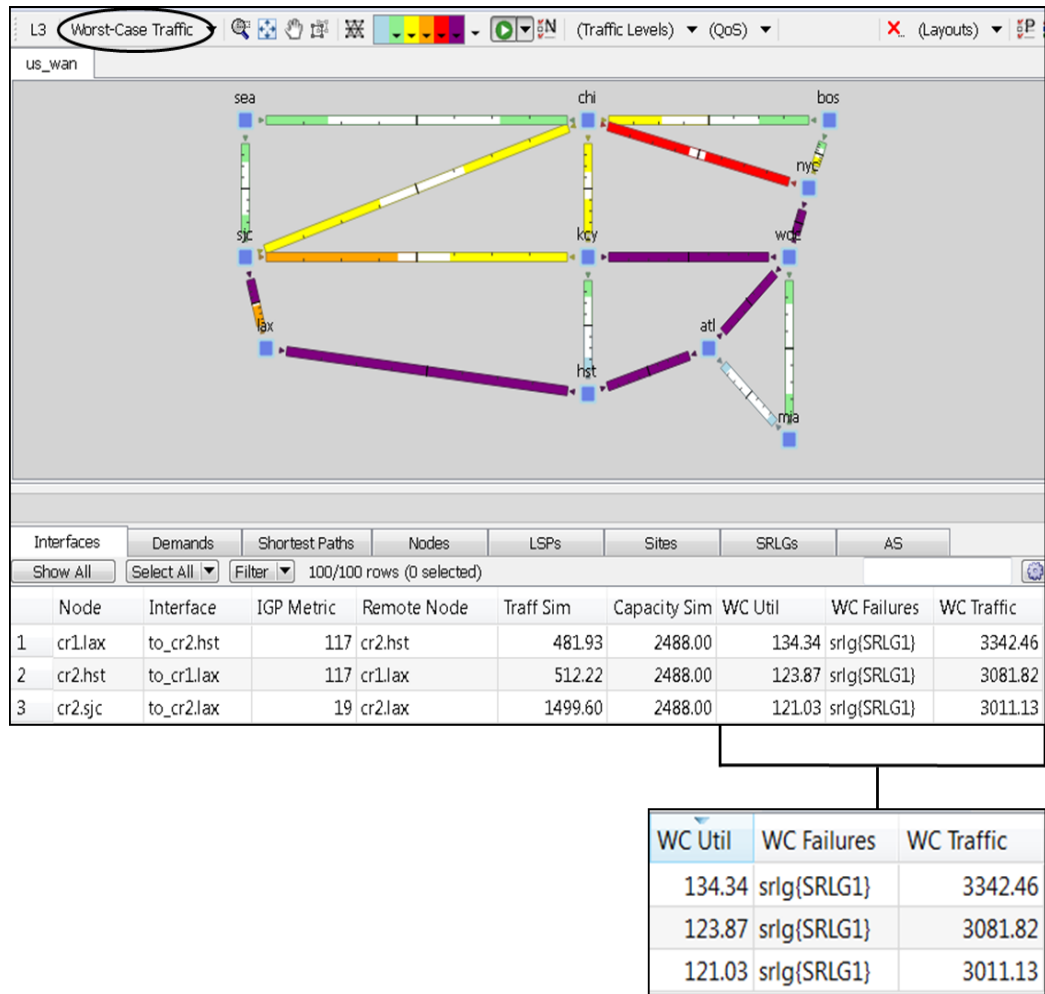 L3 Worst-Case Traffic N (Traffic Levels) (QoS) X... (Layouts) P
us_wan
sea chi bos
nyc
sjc kcy wdc
lax atl
hst
mia
Interfaces Demands Shortest Paths Nodes LSPs Sites SRLGs AS
Show All Select All Filter 100/100 rows (0 selected)
Node Interface IGP Metric Remote Node Traff Sim Capacity Sim WC Util WC Failures WC Traffic
1 cr1.lax to_cr2.hst 117 cr2.hst 481.93 2488.00 134.34 srlg{SRLG1} 3342.46
2 cr2.hst to_cr1.lax 117 cr1.lax 512.22 2488.00 123.87 srlg{SRLG1} 3081.82
3 cr2.sjc to_cr2.lax 19 cr2.lax 1499.60 2488.00 121.03 srlg{SRLG1} 3011.13
WC Util WC Failures WC Traffic
134.34 srlg{SRLG1} 3342.46
123.87 srlg{SRLG1} 3081.82
121.03 srlg{SRLG1} 3011.13